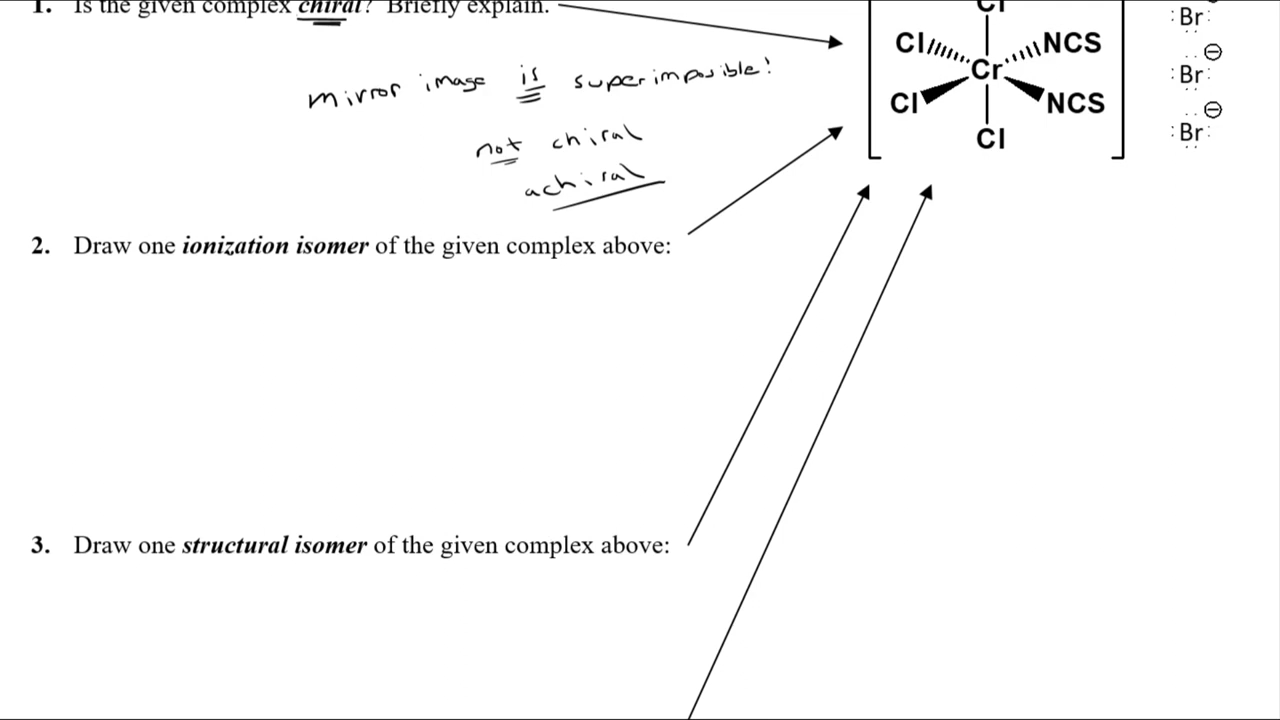 1. Is the given complex chiral? Briefly explain.
Cl
:Br:
Cl NCS
⊖
Cr
:Br:
mirror image is superimposible!
Cl NCS
⊖
not chiral
Cl
:Br:
achiral
2. Draw one ionization isomer of the given complex above:
3. Draw one structural isomer of the given complex above: